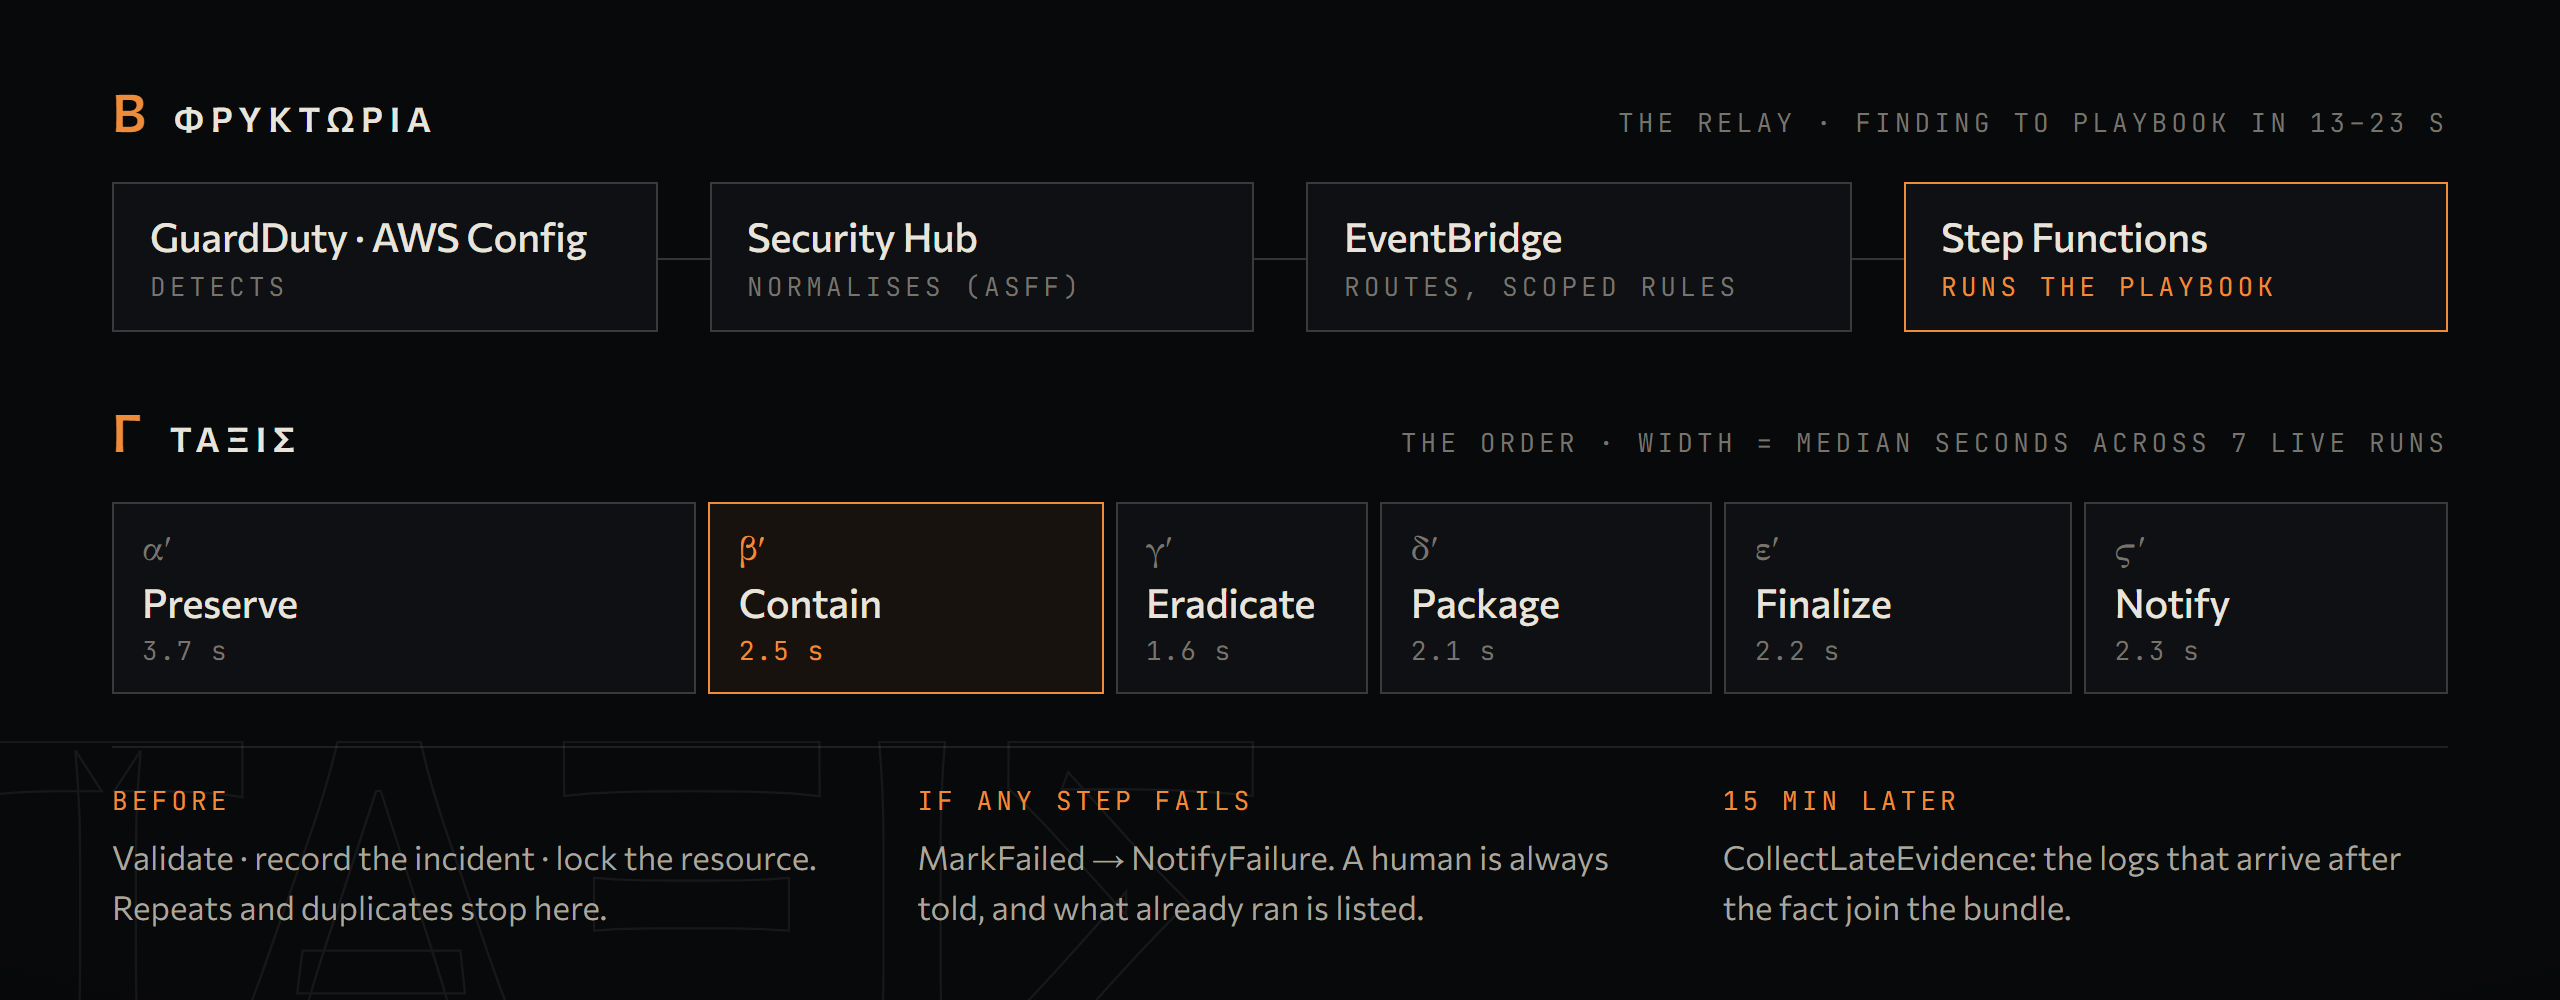 Β ΦΡΥΚΤΩΡΙΑ
THE RELAY · FINDING TO PLAYBOOK IN 13–23 S
GuardDuty · AWS Config
DETECTS
Security Hub
NORMALISES (ASFF)
EventBridge
ROUTES, SCOPED RULES
Step Functions
RUNS THE PLAYBOOK
Γ ΤΑΞΙΣ
THE ORDER · WIDTH = MEDIAN SECONDS ACROSS 7 LIVE RUNS
α′
Preserve
3.7 s
β′
Contain
2.5 s
γ′
Eradicate
1.6 s
δ′
Package
2.1 s
ε′
Finalize
2.2 s
ϛ′
Notify
2.3 s
ΤΑΞΙΣ
BEFORE
Validate · record the incident · lock the resource.
Repeats and duplicates stop here.
IF ANY STEP FAILS
MarkFailed → NotifyFailure. A human is always
told, and what already ran is listed.
15 MIN LATER
CollectLateEvidence: the logs that arrive after
the fact join the bundle.